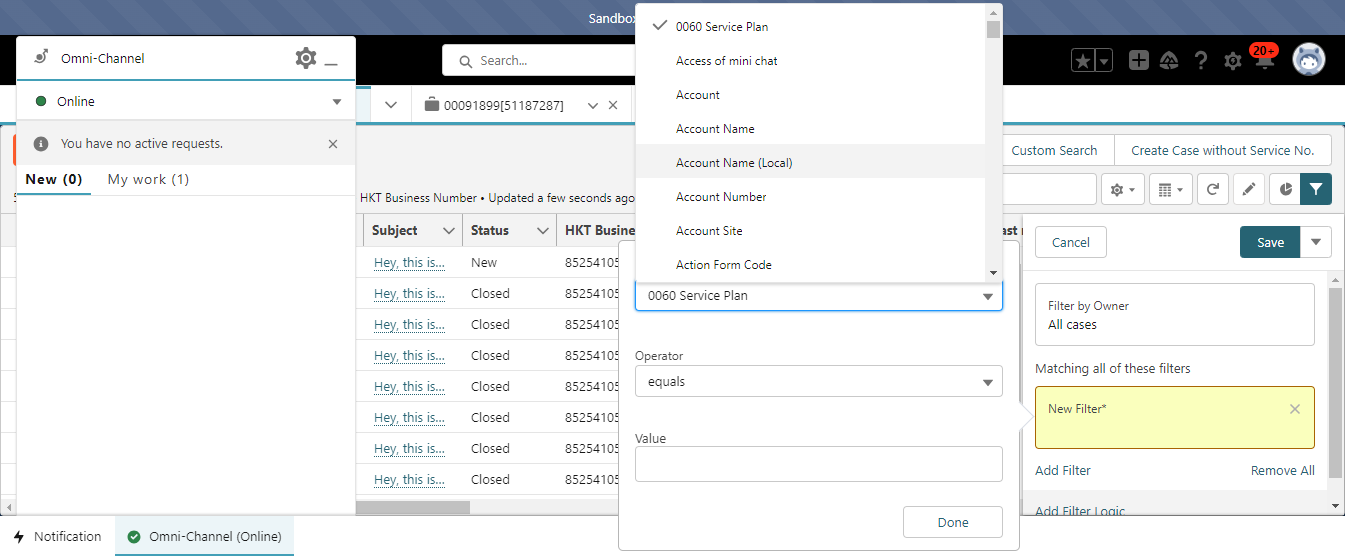 Sandbox
Omni-Channel
Search...
20+
Online
00091899[51187287]
You have no active requests.
New (0)
My work (1)
Custom Search
Create Case without Service No.
HKT Business Number • Updated a few seconds ago
Subject
Status
HKT Busine
Hey, this is...
New
85254105
Hey, this is...
Closed
85254105
Hey, this is...
Closed
85254105
Hey, this is...
Closed
85254105
Hey, this is...
Closed
85254105
Hey, this is...
Closed
85254105
Hey, this is...
Closed
85254105
Hey, this is...
Closed
85254105
0060 Service Plan
Access of mini chat
Account
Account Name
Account Name (Local)
Account Number
Account Site
Action Form Code
0060 Service Plan
Operator
equals
Value
Done
Cancel
Save
Filter by Owner
All cases
Matching all of these filters
New Filter*
Add Filter
Remove All
Add Filter Logic
Notification
Omni-Channel (Online)